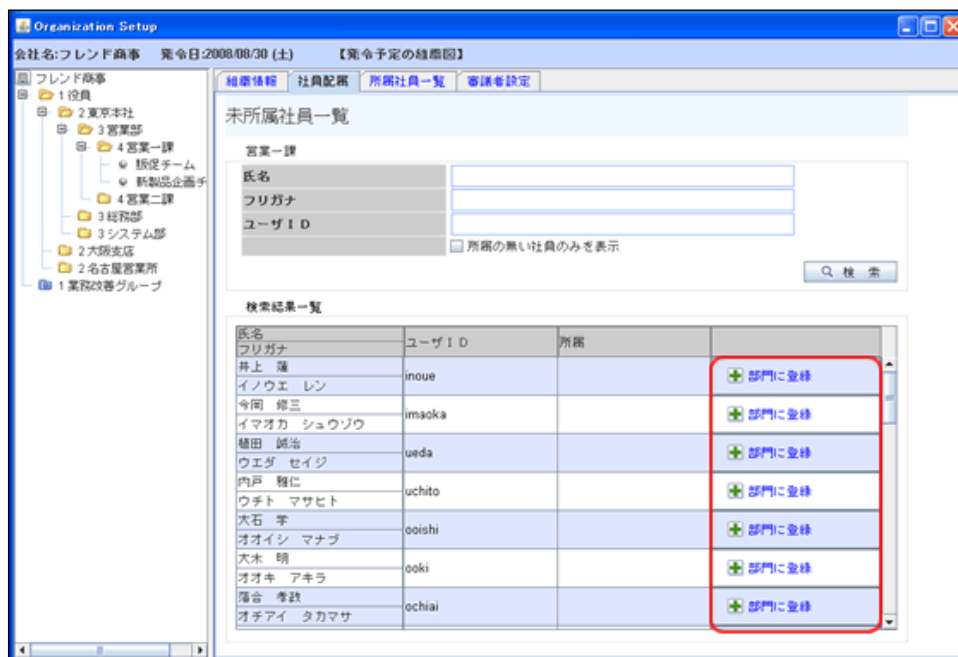 Organization Setup
会社名:フレンド商事 発令日:2008/08/30 (土) 【発令予定の組織図】
フレンド商事
1 役員
2 東京本社
3 営業部
4 営業一課
販促チーム
新製品企画チ
4 営業二課
3 総務部
3 システム部
2 大阪支店
2 名古屋営業所
1 業務改善グループ
組織情報 社員配属 所属社員一覧 審議者設定
未所属社員一覧
営業一課
氏名
フリガナ
ユーザID
所属の無い社員のみを表示
検 索
検索結果一覧
氏名
フリガナ
ユーザID 所属
井上 蓮
イノウエ レン
inoue 部門に登録
今岡 修三
イマオカ シュウゾウ
imaoka 部門に登録
植田 誠治
ウエダ セイジ
ueda 部門に登録
内戸 雅仁
ウチト マサヒト
uchito 部門に登録
大石 学
オオイシ マナブ
ooishi 部門に登録
大木 明
オオキ アキラ
ooki 部門に登録
落合 孝政
オチアイ タカマサ
ochiai 部門に登録